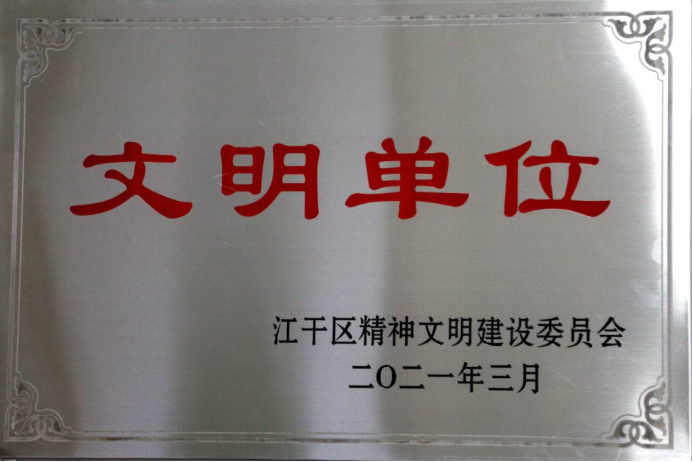 文明单位
江干区精神文明建设委员会
二〇二一年三月